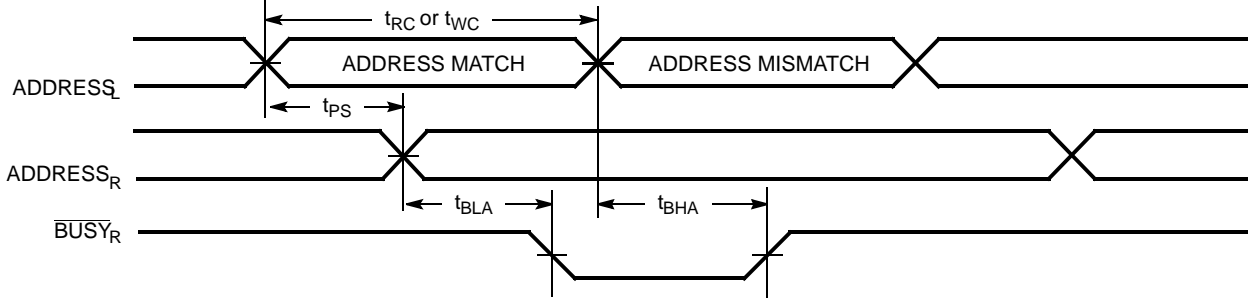 tRC or tWC
ADDRESS MATCH
ADDRESS MISMATCH
ADDRESSL
tPS
ADDRESSR
tBLA
tBHA
BUSYR